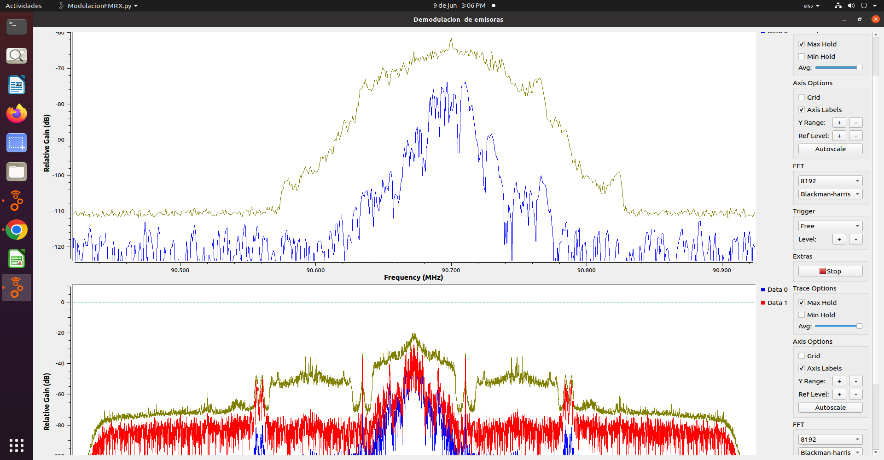 Actividades ModulacionFMRX.py 9 de jun 3:06 PM es2
Demodulacion de emisoras
Max Hold
Min Hold
Avg:
Axis Options
Grid
Axis Labels
Y Range: + -
Ref Level: + -
Autoscale
FFT
8192
Blackman-harris
Trigger
Free
Level: + -
Extras
Stop
-60
-70
-80
-90
-100
-110
-120
Relative Gain (dB)
90.500 90.600 90.700 90.800 90.900
Frequency (MHz)
Data 0
Data 1
0
-20
-40
-60
-80
Relative Gain (dB)
Trace Options
Max Hold
Min Hold
Avg:
Axis Options
Grid
Axis Labels
Y Range: + -
Ref Level: + -
Autoscale
FFT
8192
Blackman-harris